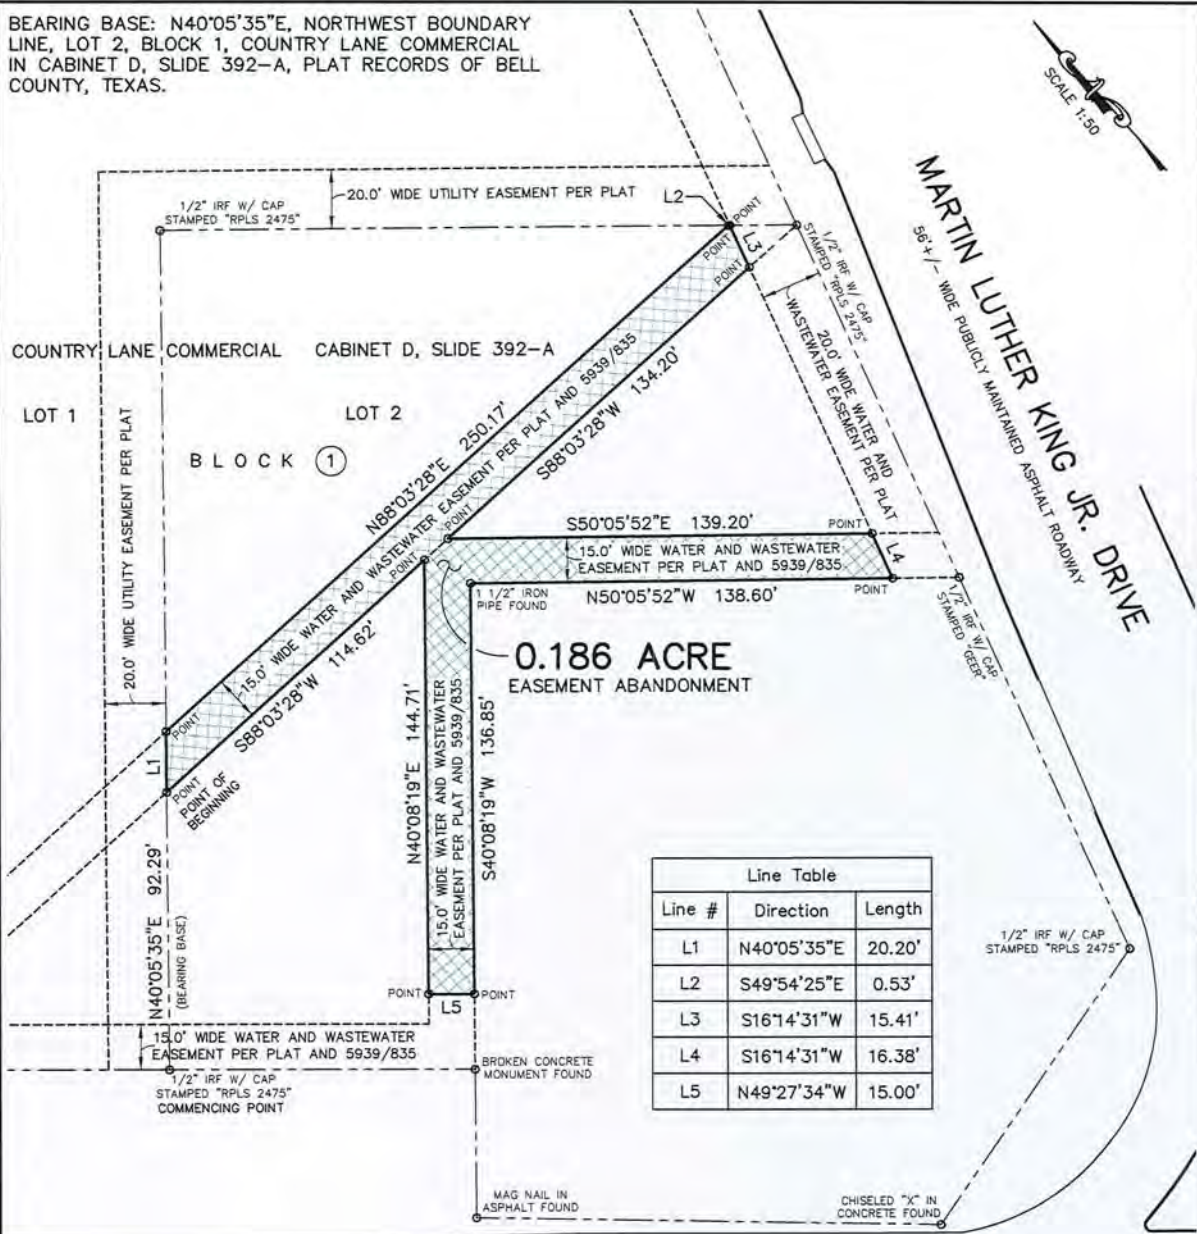 BEARING BASE: N40°05'35"E, NORTHWEST BOUNDARY
LINE, LOT 2, BLOCK 1, COUNTRY LANE COMMERCIAL
IN CABINET D, SLIDE 392-A, PLAT RECORDS OF BELL
COUNTY, TEXAS.
SCALE 1:50
MARTIN LUTHER KING JR. DRIVE
56'+/- WIDE PUBLICLY MAINTAINED ASPHALT ROADWAY
20.0' WIDE UTILITY EASEMENT PER PLAT
1/2" IRF W/ CAP
STAMPED "RPLS 2475"
L2
POINT
POINT
L3
POINT
1/2" IRF W/ CAP
STAMPED "RPLS 2475"
20.0' WIDE WATER AND
WASTEWATER EASEMENT PER PLAT
COUNTRY LANE COMMERCIAL
CABINET D, SLIDE 392-A
LOT 1
LOT 2
BLOCK 1
20.0' WIDE UTILITY EASEMENT PER PLAT
N88°03'28"E 250.17'
15.0' WIDE WATER AND WASTEWATER EASEMENT PER PLAT AND 5939/835
S88°03'28"W 134.20'
POINT
POINT
S50°05'52"E 139.20'
POINT
15.0' WIDE WATER AND WASTEWATER
EASEMENT PER PLAT AND 5939/835
L4
1 1/2" IRON
PIPE FOUND
N50°05'52"W 138.60'
POINT
1/2" IRF W/ CAP
STAMPED "GEER"
0.186 ACRE
EASEMENT ABANDONMENT
S88°03'28"W 114.62'
POINT
L1
POINT
POINT OF
BEGINNING
N40°05'35"E 92.29'
(BEARING BASE)
N40°08'19"E 144.71'
15.0' WIDE WATER AND WASTEWATER
EASEMENT PER PLAT AND 5939/835
S40°08'19"W 136.85'
POINT
L5
POINT
15.0' WIDE WATER AND WASTEWATER
EASEMENT PER PLAT AND 5939/835
1/2" IRF W/ CAP
STAMPED "RPLS 2475"
COMMENCING POINT
BROKEN CONCRETE
MONUMENT FOUND
Line Table
Line # Direction Length
L1 N40°05'35"E 20.20'
L2 S49°54'25"E 0.53'
L3 S16°14'31"W 15.41'
L4 S16°14'31"W 16.38'
L5 N49°27'34"W 15.00'
1/2" IRF W/ CAP
STAMPED "RPLS 2475"
MAG NAIL IN
ASPHALT FOUND
CHISELED "X" IN
CONCRETE FOUND